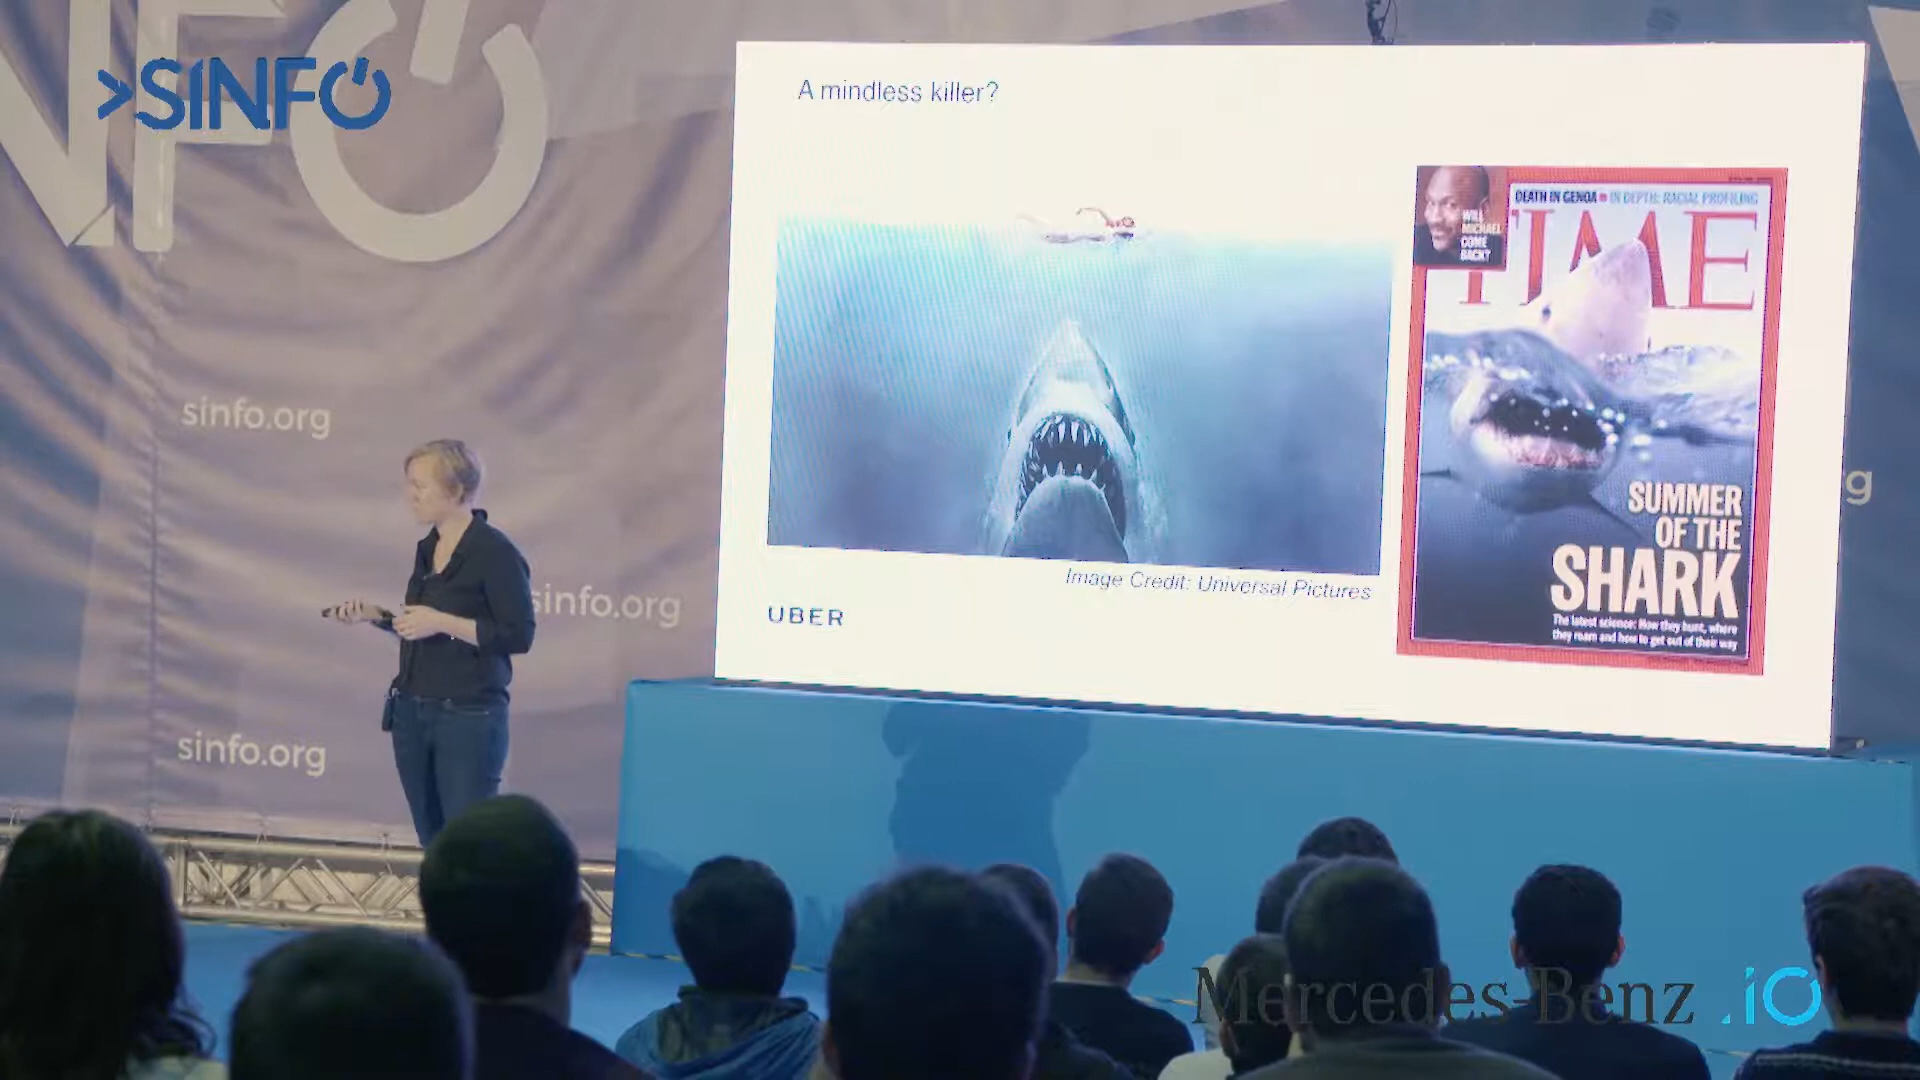 >SINFO
NFO
sinfo.org
sinfo.org
sinfo.org
g
A mindless killer?
Image Credit: Universal Pictures
UBER
WILL
MICHAEL
COME
BACK?
DEATH IN GENOA IN DEPTH: RACIAL PROFILING
TIME
SUMMER
OF THE
SHARK
The latest science: How they hunt, where
they roam and how to get out of their way
Mercedes-Benz .io